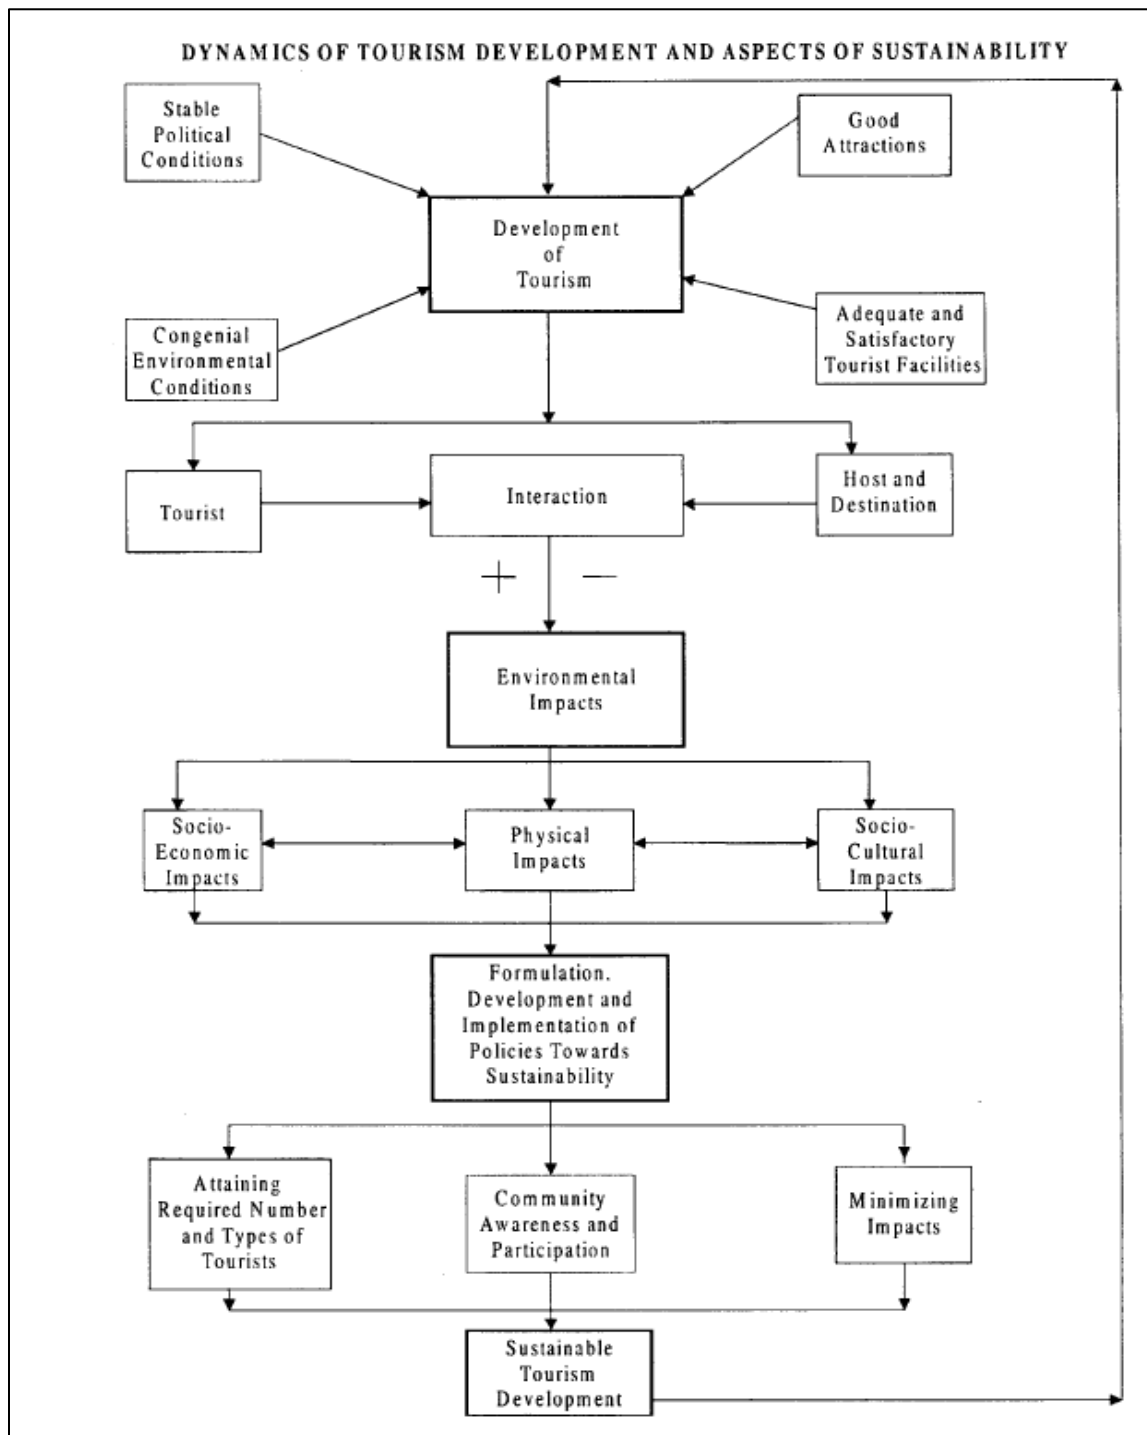 DYNAMICS OF TOURISM DEVELOPMENT AND ASPECTS OF SUSTAINABILITY
Stable
Political
Conditions
Good
Attractions
Development
of
Tourism
Congenial
Environmental
Conditions
Adequate and
Satisfactory
Tourist Facilities
Tourist
Interaction
Host and
Destination
+ —
Environmental
Impacts
Socio-
Economic
Impacts
Physical
Impacts
Socio-
Cultural
Impacts
Formulation.
Development and
Implementation of
Policies Towards
Sustainability
Attaining
Required Number
and Types of
Tourists
Community
Awareness and
Participation
Minimizing
Impacts
Sustainable
Tourism
Development